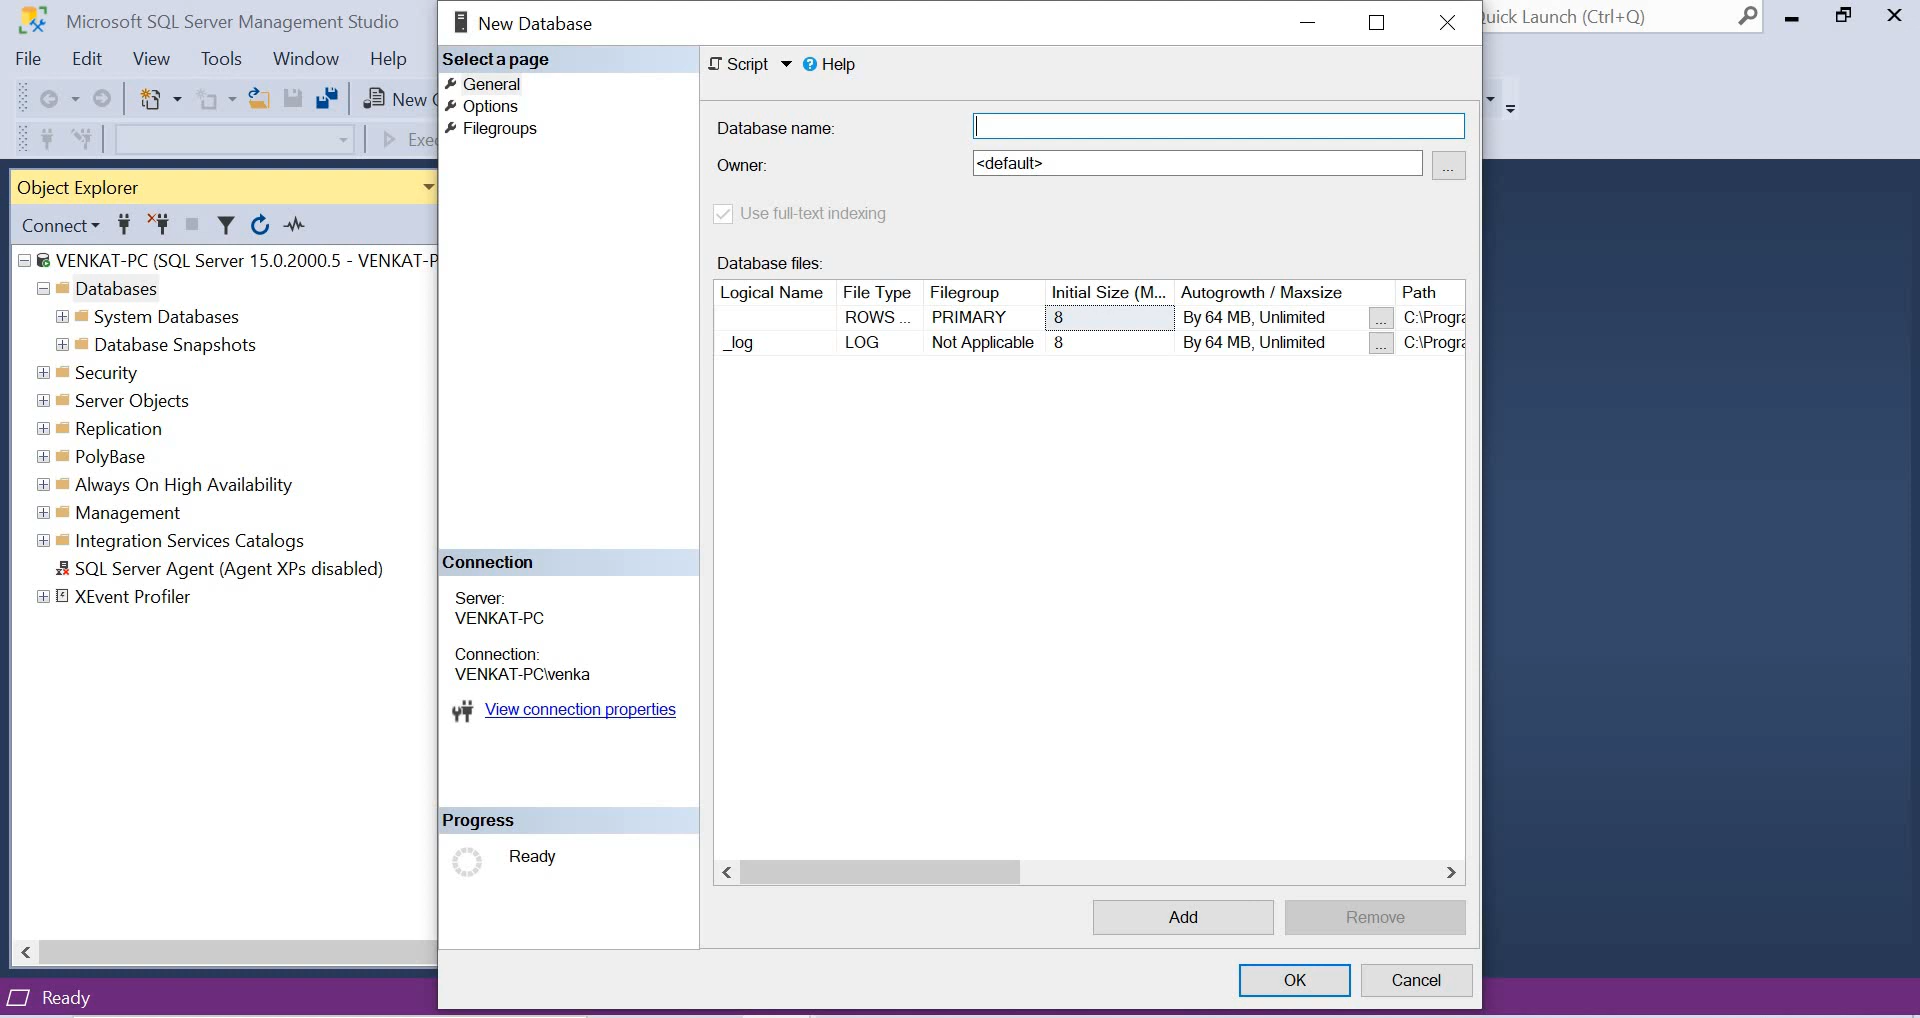 Microsoft SQL Server Management Studio
File Edit View Tools Window Help
New
Object Explorer
Connect
VENKAT-PC (SQL Server 15.0.2000.5 - VENKAT-P
Databases
System Databases
Database Snapshots
Security
Server Objects
Replication
PolyBase
Always On High Availability
Management
Integration Services Catalogs
SQL Server Agent (Agent XPs disabled)
XEvent Profiler
Ready
New Database
Select a page
General
Options
Filegroups
Connection
Server:
VENKAT-PC
Connection:
VENKAT-PC\venka
View connection properties
Progress
Ready
Script Help
Database name:
Owner: <default> ...
Use full-text indexing
Database files:
Logical Name File Type Filegroup Initial Size (M... Autogrowth / Maxsize Path
ROWS ... PRIMARY 8 By 64 MB, Unlimited ... C:\Progra
_log LOG Not Applicable 8 By 64 MB, Unlimited ... C:\Progra
Add Remove
OK Cancel
uick Launch (Ctrl+Q)